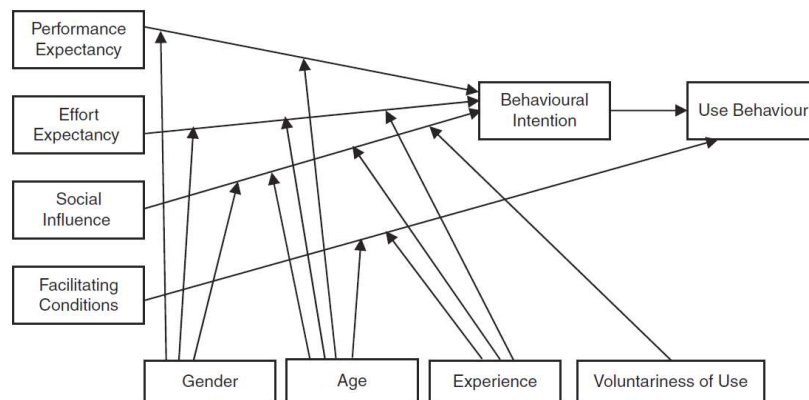 Performance
Expectancy
Effort
Expectancy
Social
Influence
Facilitating
Conditions
Behavioural
Intention
Use Behaviour
Gender
Age
Experience
Voluntariness of Use